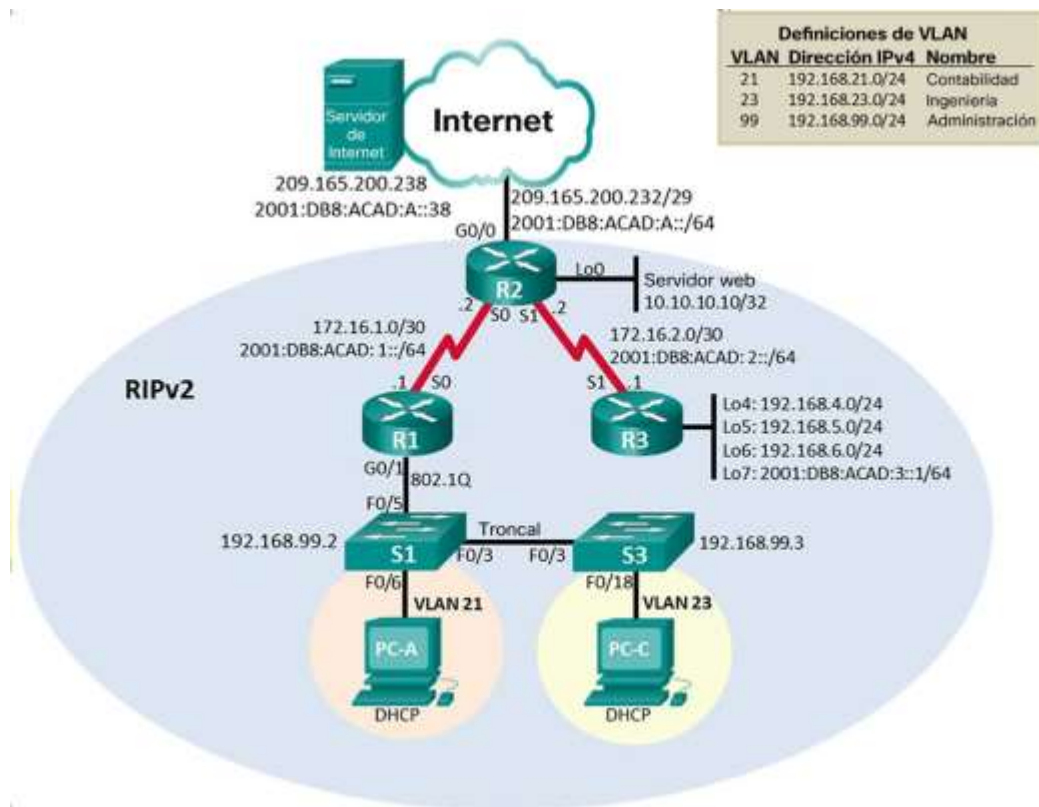 Definiciones de VLAN
VLAN Dirección IPv4 Nombre
21 192.168.21.0/24 Contabilidad
23 192.168.23.0/24 Ingeniería
99 192.168.99.0/24 Administración
Servidor
de
Internet
Internet
209.165.200.238
2001:DB8:ACAD:A::38
209.165.200.232/29
2001:DB8:ACAD:A::/64
G0/0
R2
Lo0
Servidor web
10.10.10.10/32
.2
S0
S1
.2
172.16.1.0/30
2001:DB8:ACAD: 1::/64
172.16.2.0/30
2001:DB8:ACAD: 2::/64
RIPv2
.1
S0
S1
.1
R1
R3
Lo4: 192.168.4.0/24
Lo5: 192.168.5.0/24
Lo6: 192.168.6.0/24
Lo7: 2001:DB8:ACAD:3::1/64
G0/1
802.1Q
F0/5
Troncal
192.168.99.2
S1
F0/3
F0/3
S3
192.168.99.3
F0/6
F0/18
VLAN 21
VLAN 23
PC-A
PC-C
DHCP
DHCP